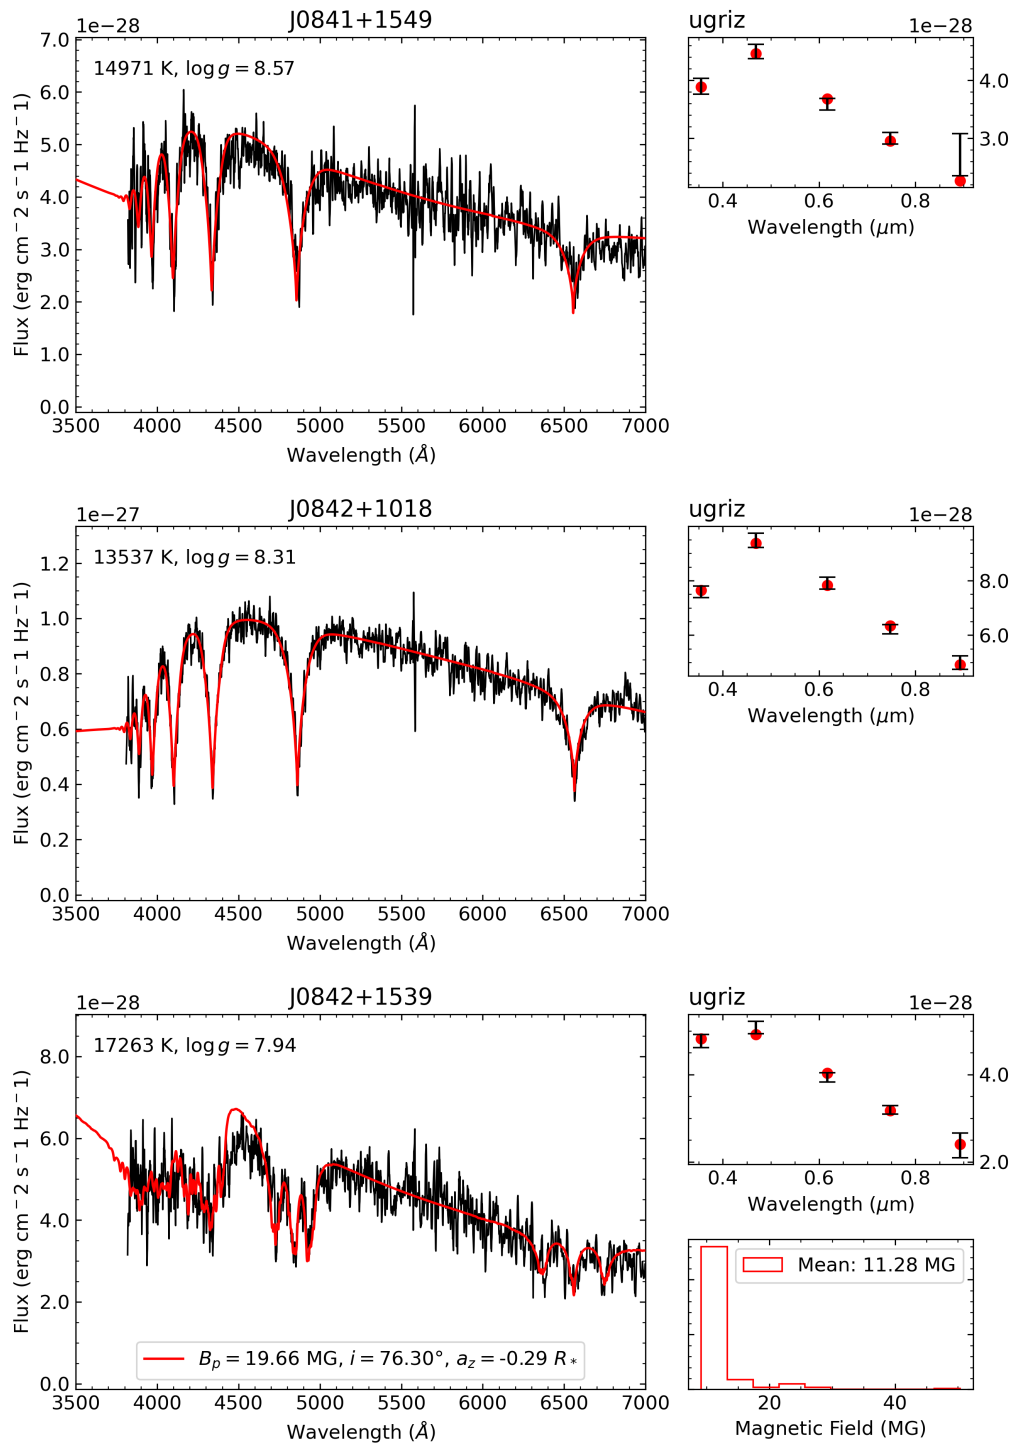 J0841+1549
1e−28
14971 K, log g = 8.57
7.0
6.0
5.0
4.0
3.0
2.0
1.0
0.0
Flux (erg cm−2 s−1 Hz−1)
3500 4000 4500 5000 5500 6000 6500 7000
Wavelength (Å)
ugriz
1e−28
4.0
3.0
0.4 0.6 0.8
Wavelength (μm)
J0842+1018
1e−27
13537 K, log g = 8.31
1.2
1.0
0.8
0.6
0.4
0.2
0.0
Flux (erg cm−2 s−1 Hz−1)
3500 4000 4500 5000 5500 6000 6500 7000
Wavelength (Å)
ugriz
1e−28
8.0
6.0
0.4 0.6 0.8
Wavelength (μm)
J0842+1539
1e−28
17263 K, log g = 7.94
8.0
6.0
4.0
2.0
0.0
Flux (erg cm−2 s−1 Hz−1)
Bp = 19.66 MG, i = 76.30°, az = -0.29 R*
3500 4000 4500 5000 5500 6000 6500 7000
Wavelength (Å)
ugriz
1e−28
4.0
2.0
0.4 0.6 0.8
Wavelength (μm)
Mean: 11.28 MG
20 40
Magnetic Field (MG)